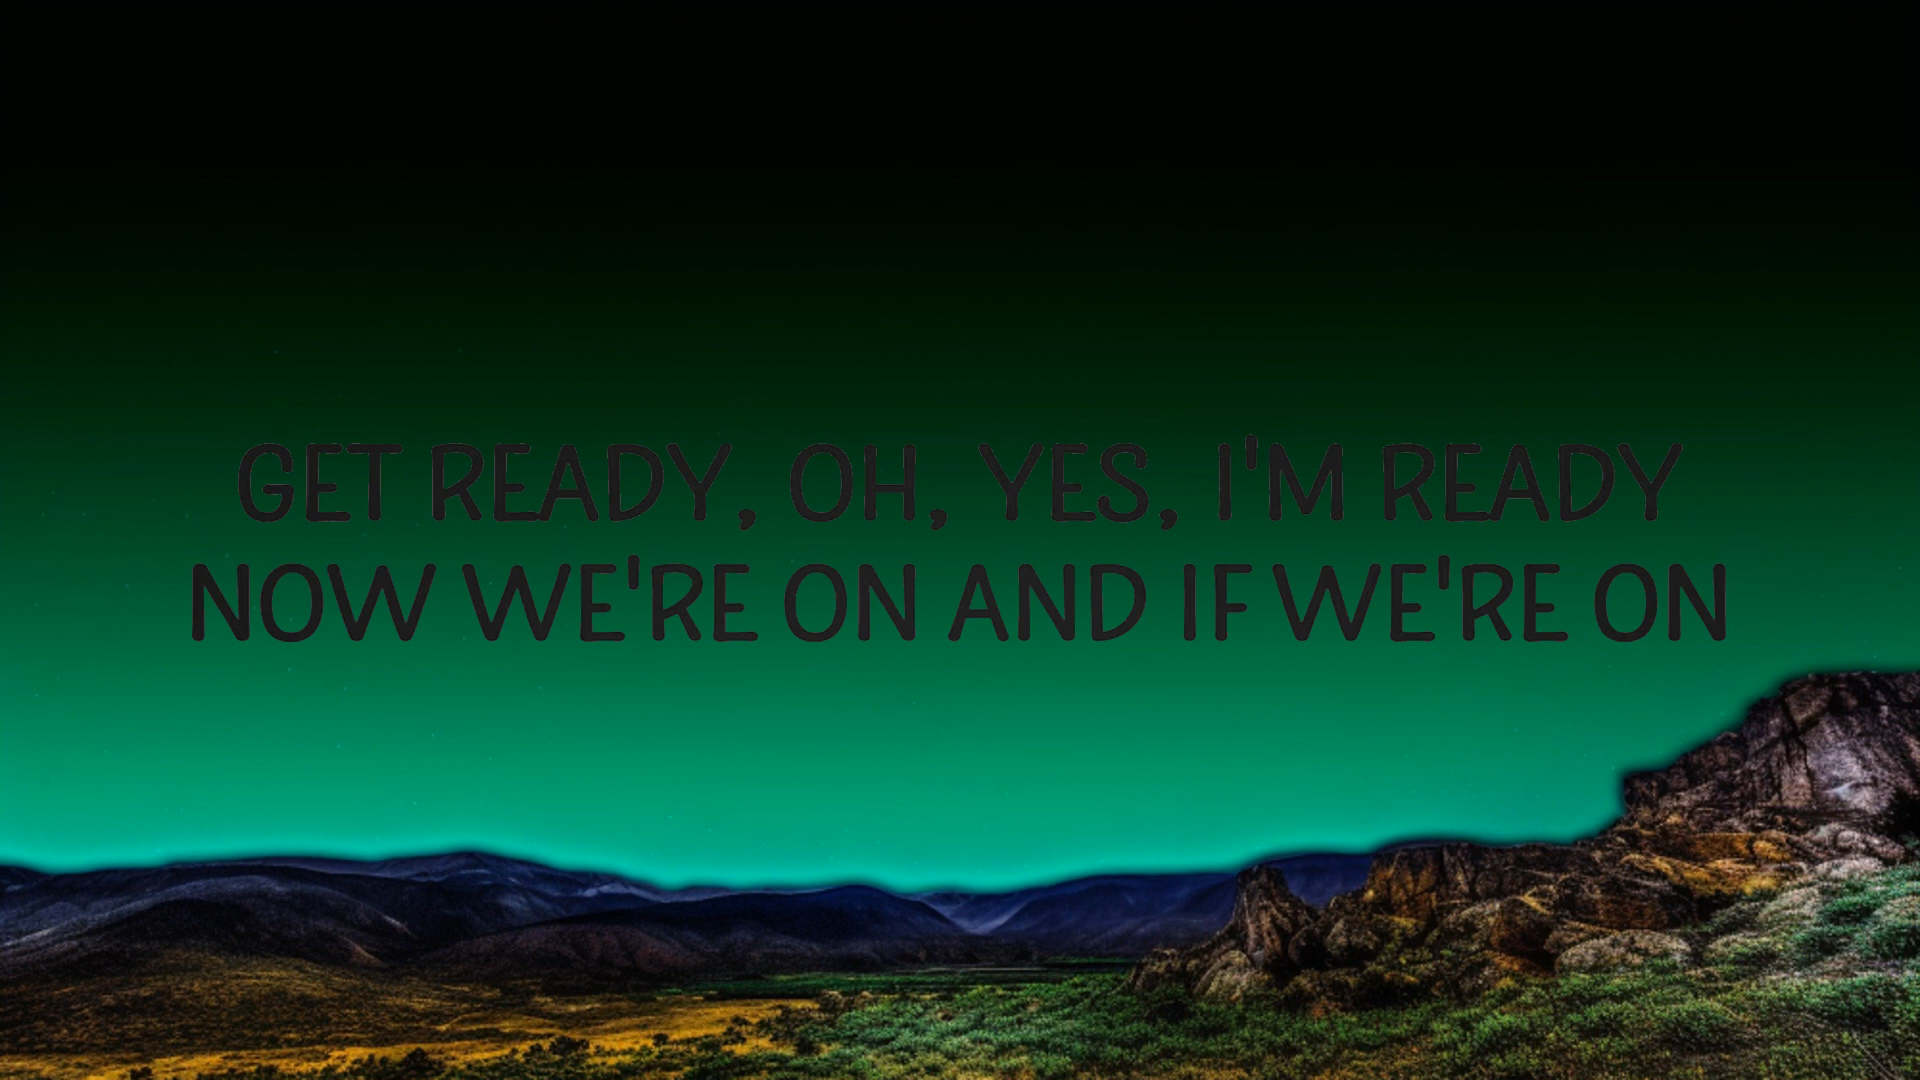 GET READY, OH, YES, I'M READY
NOW WE'RE ON AND IF WE'RE ON